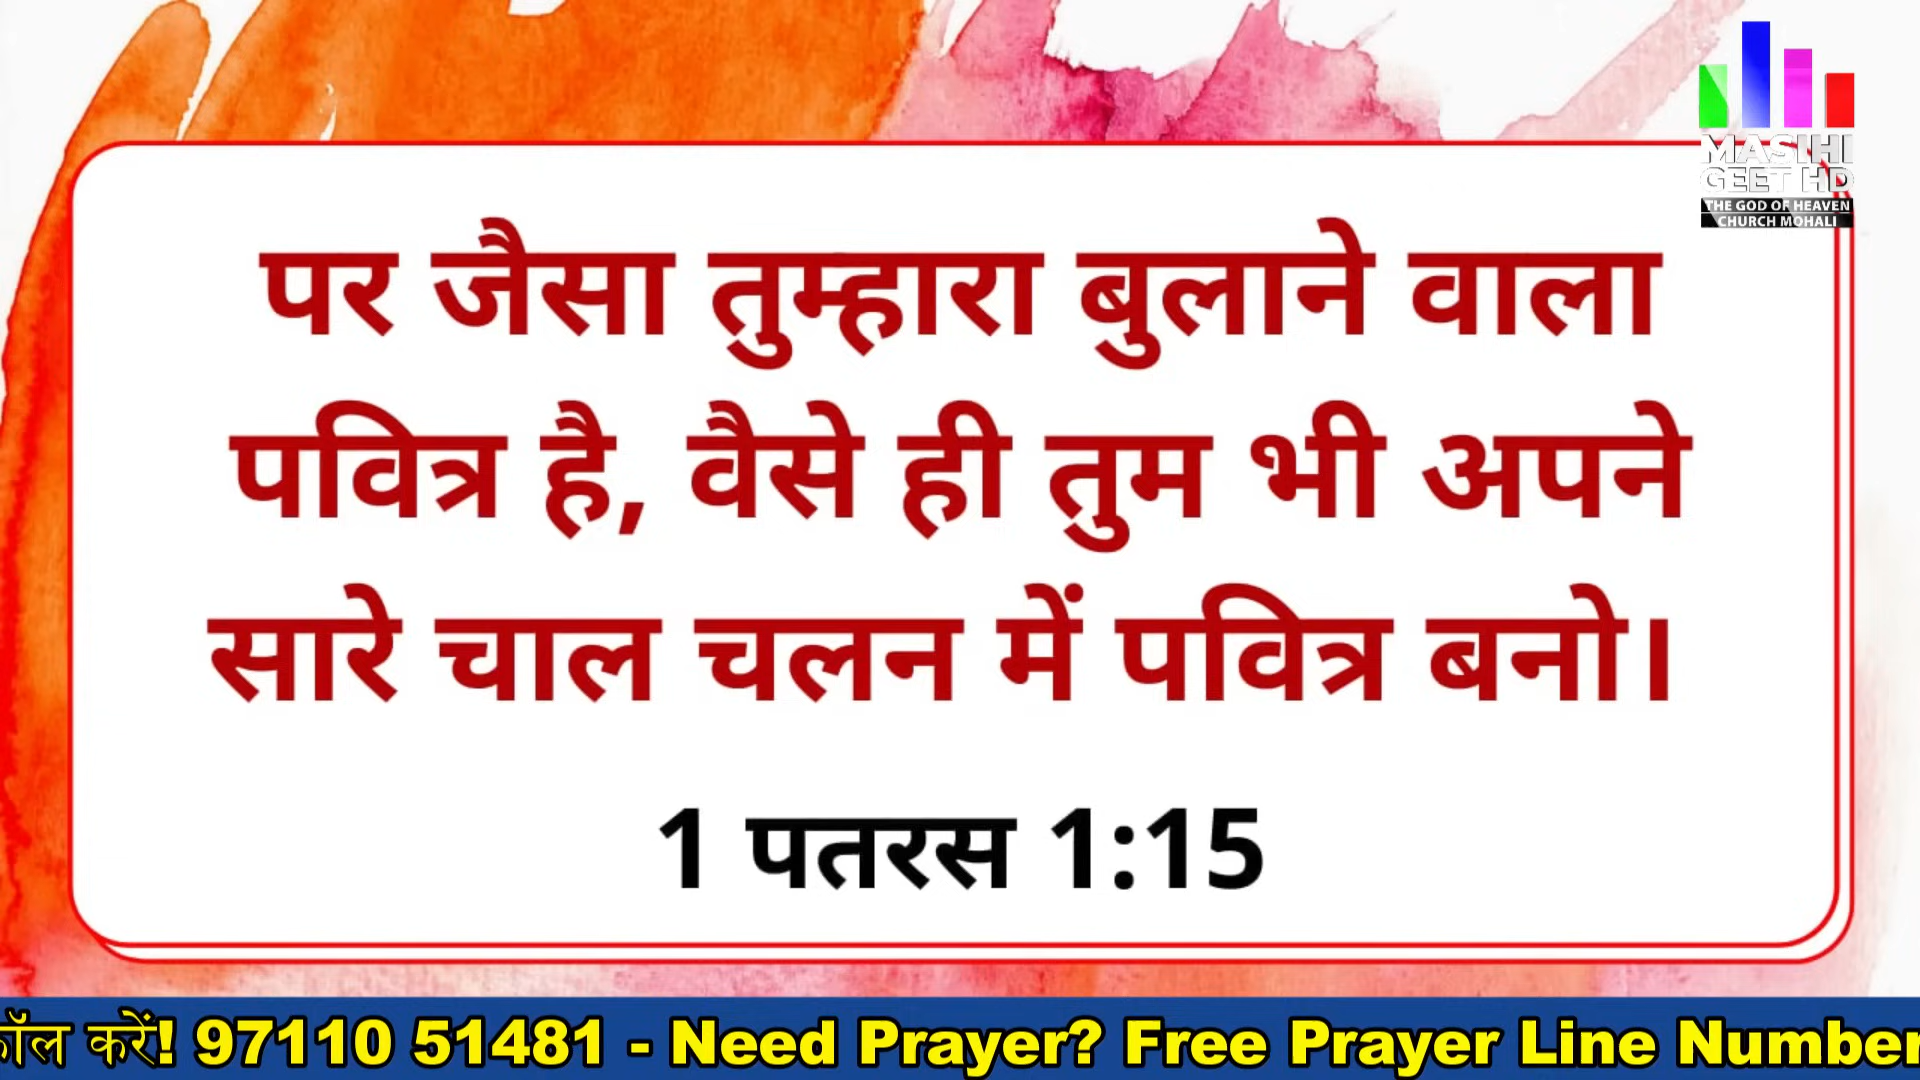 MASIHI
GEET HD
THE GOD OF HEAVEN
CHURCH MOHALI
पर जैसा तुम्हारा बुलाने वाला
पवित्र है, वैसे ही तुम भी अपने
सारे चाल चलन में पवित्र बनो।
1 पतरस 1:15
करें! 97110 51481 - Need Prayer? Free Prayer Line Number